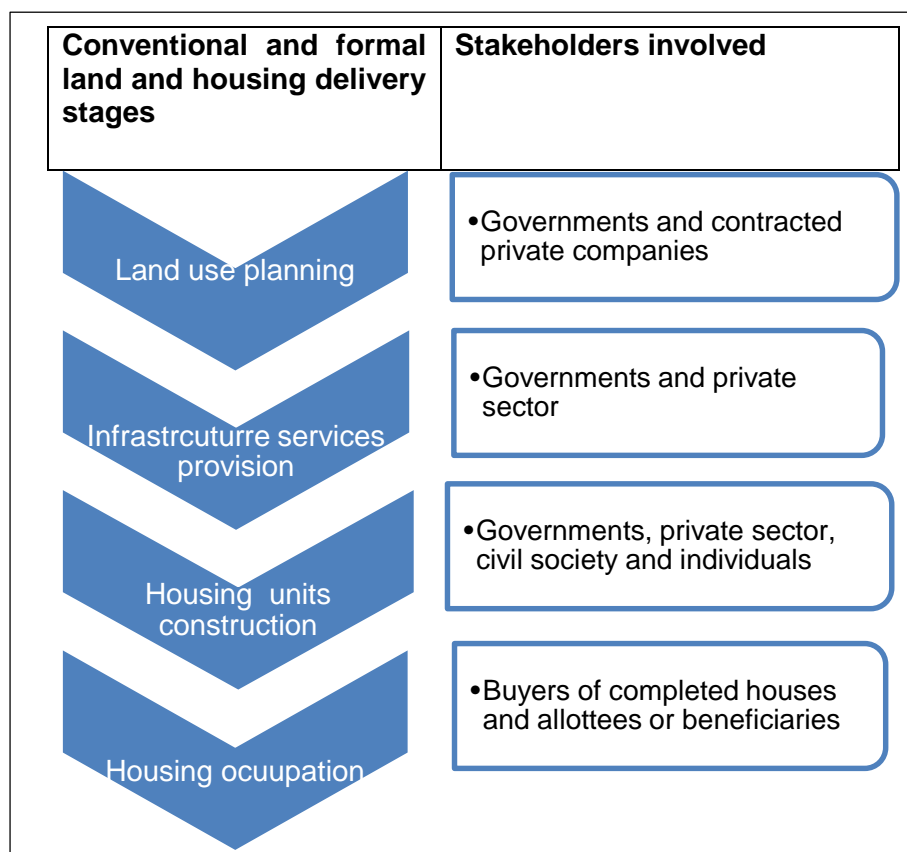 Conventional and formal
land and housing delivery
stages
Stakeholders involved
Land use planning
•Governments and contracted
private companies
Infrastrcuturre services
provision
•Governments and private
sector
Housing units
construction
•Governments, private sector,
civil society and individuals
Housing ocuupation
•Buyers of completed houses
and allottees or beneficiaries